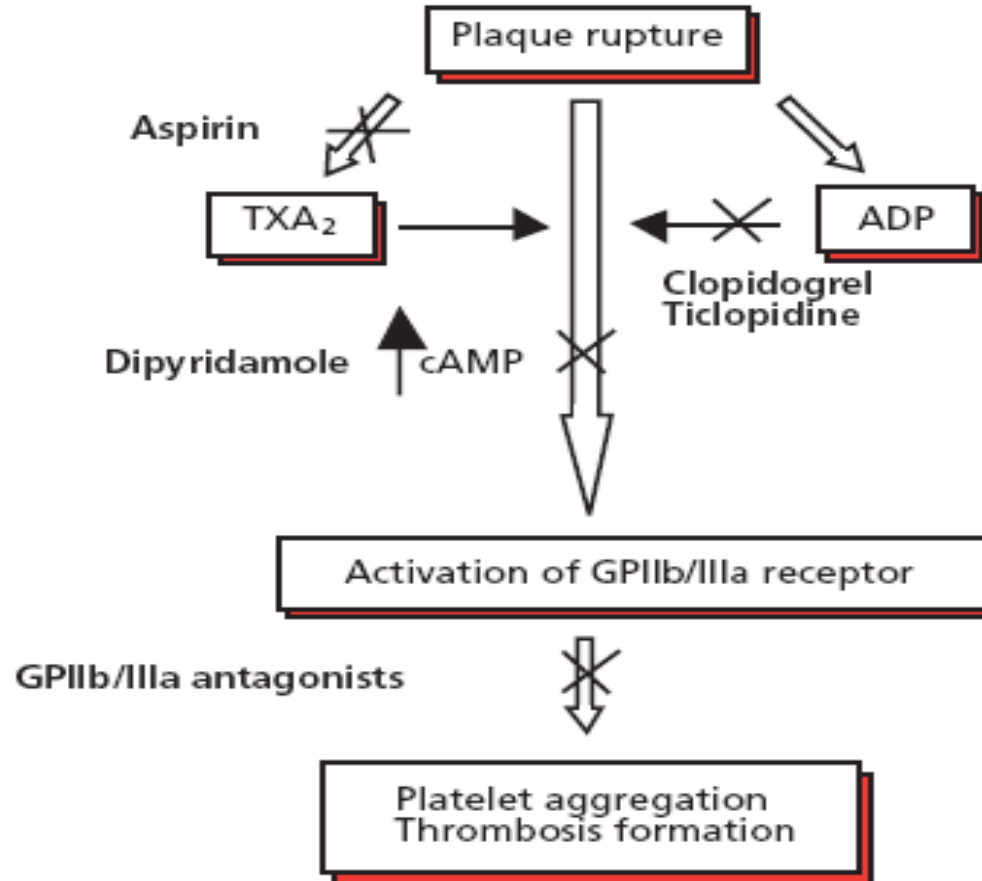 Plaque rupture
Aspirin
TXA₂
ADP
Clopidogrel
Ticlopidine
Dipyridamole
cAMP
Activation of GPIIb/IIIa receptor
GPIIb/IIIa antagonists
Platelet aggregation
Thrombosis formation